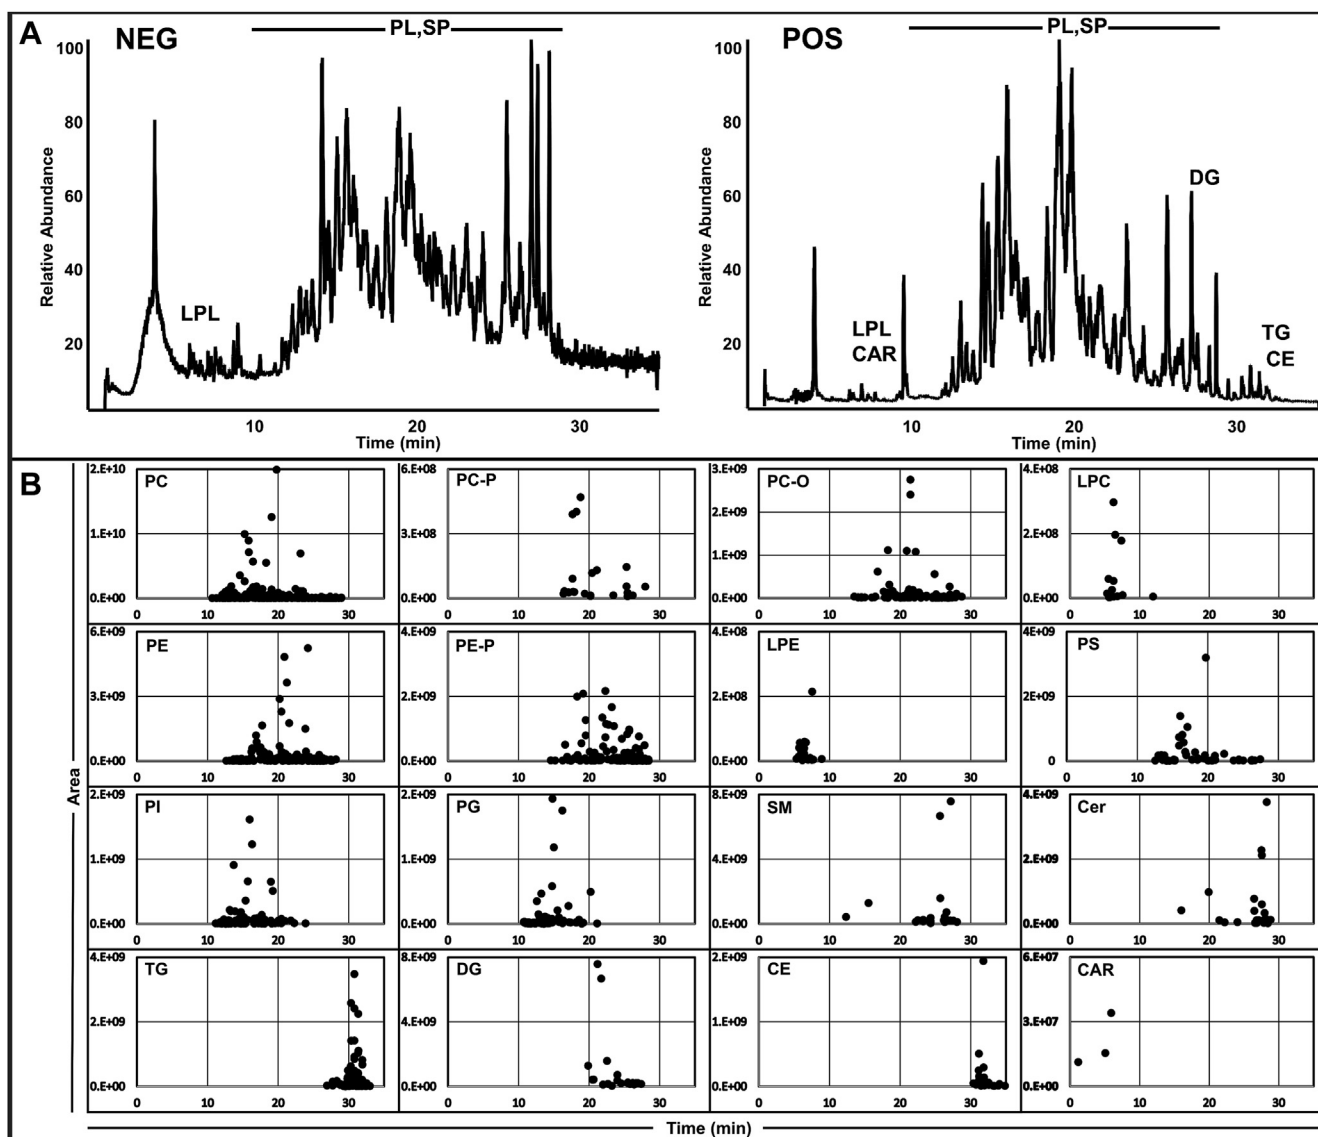 A
NEG
PL,SP
100
80
60
40
20
Relative Abundance
LPL
10
20
30
Time (min)
POS
PL,SP
100
80
60
40
20
Relative Abundance
LPL
CAR
DG
TG
CE
10
20
30
Time (min)
B
Area
PC
2.E+10
1.E+10
0.E+00
0 10 20 30
PC-P
6.E+08
3.E+08
0.E+00
0 10 20 30
PC-O
3.E+09
2.E+09
1.E+09
0.E+00
0 10 20 30
LPC
4.E+08
2.E+08
0.E+00
0 10 20 30
PE
6.E+09
3.E+09
0.E+00
0 10 20 30
PE-P
4.E+09
2.E+09
0.E+00
0 10 20 30
LPE
4.E+08
2.E+08
0.E+00
0 10 20 30
PS
4.E+09
2.E+09
0
0 10 20 30
PI
2.E+09
1.E+09
0.E+00
0 10 20 30
PG
2.E+09
1.E+09
0.E+00
0 10 20 30
SM
8.E+09
4.E+09
0.E+00
0 10 20 30
Cer
4.E+09
2.E+09
0.E+00
0 10 20 30
TG
4.E+09
2.E+09
0.E+00
0 10 20 30
DG
8.E+09
4.E+09
0.E+00
0 10 20 30
CE
2.E+09
1.E+09
0.E+00
0 10 20 30
CAR
6.E+07
3.E+07
0.E+00
0 10 20 30
Time (min)